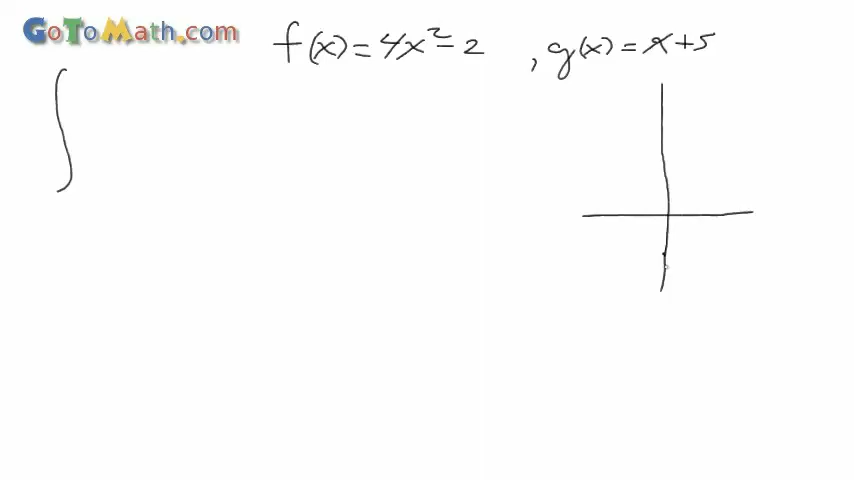 GoToMath.com
f(x) = 4x² - 2 , g(x) = x + 5
∫